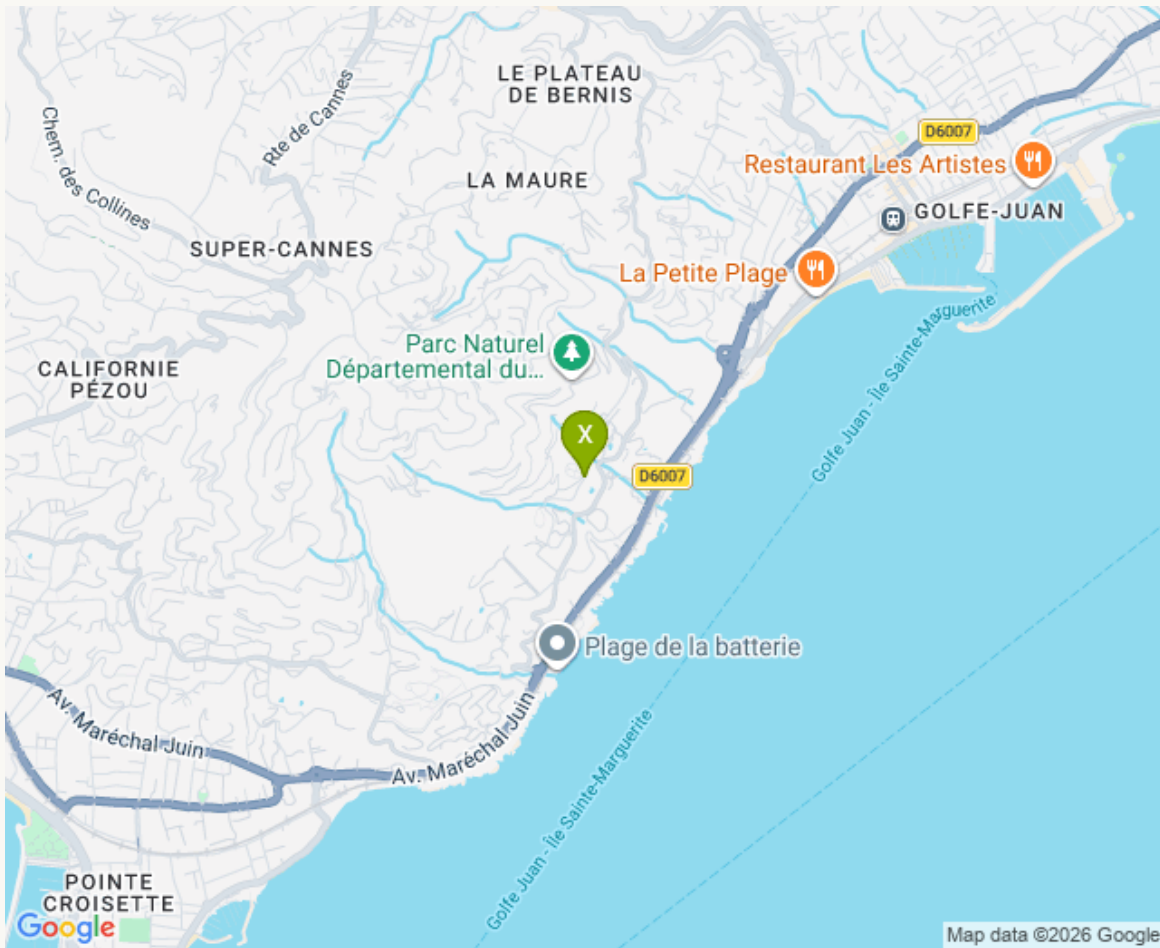 LE PLATEAU
DE BERNIS
Rte de Cannes
Chem. des Collines
D6007
Restaurant Les Artistes
LA MAURE
GOLFE-JUAN
SUPER-CANNES
La Petite Plage
Golfe Juan - Île Sainte-Marguerite
Parc Naturel
Départemental du...
CALIFORNIE
PÉZOU
X
D6007
Plage de la batterie
Av. Maréchal Juin
Av. Maréchal Juin
Golfe Juan - Île Sainte-Marguerite
POINTE
CROISETTE
Google
Map data ©2026 Google